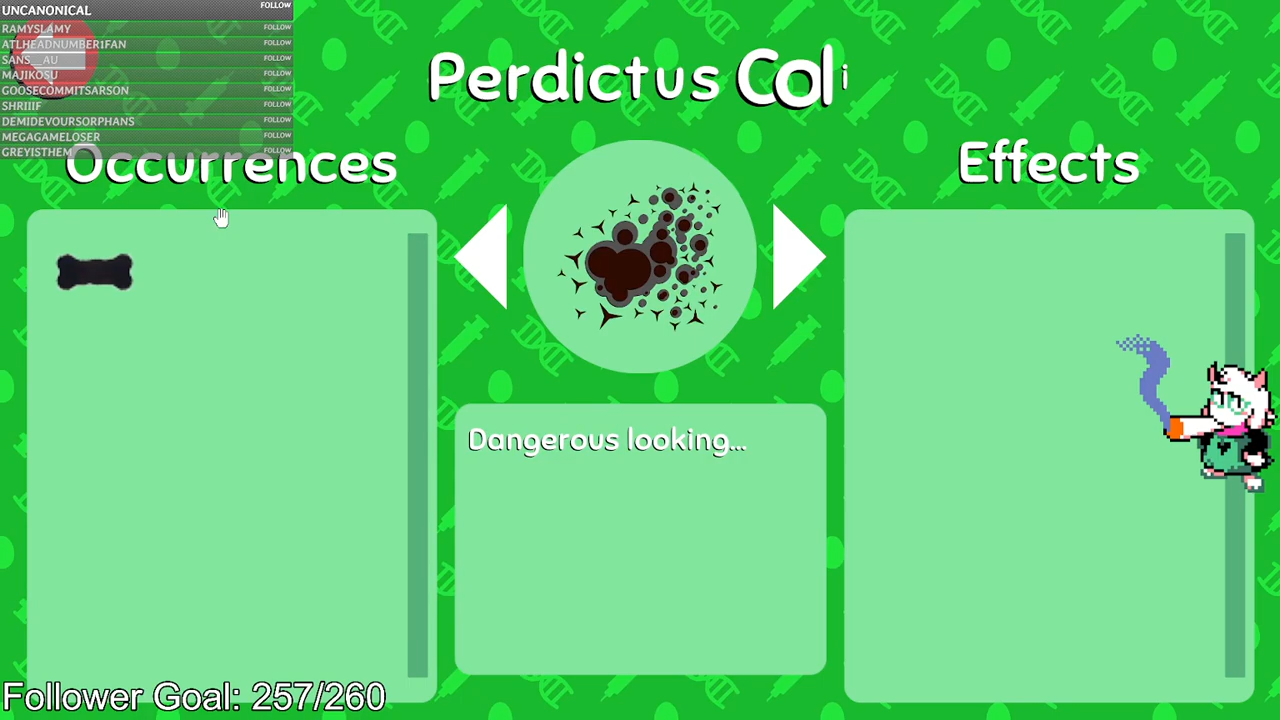 UNCANONICAL FOLLOW
RAMYSLAMY FOLLOW
ATLHEADNUMBER1FAN FOLLOW
SANS__AU FOLLOW
MAJIKOSU FOLLOW
GOOSECOMMITSARSON FOLLOW
SHRIIIF FOLLOW
DEMIDEVOURSORPHANS FOLLOW
MEGAGAMELOSER FOLLOW
GREYISTHEM FOLLOW
Perdictus Coli
Occurrences
Effects
Dangerous looking...
Follower Goal: 257/260